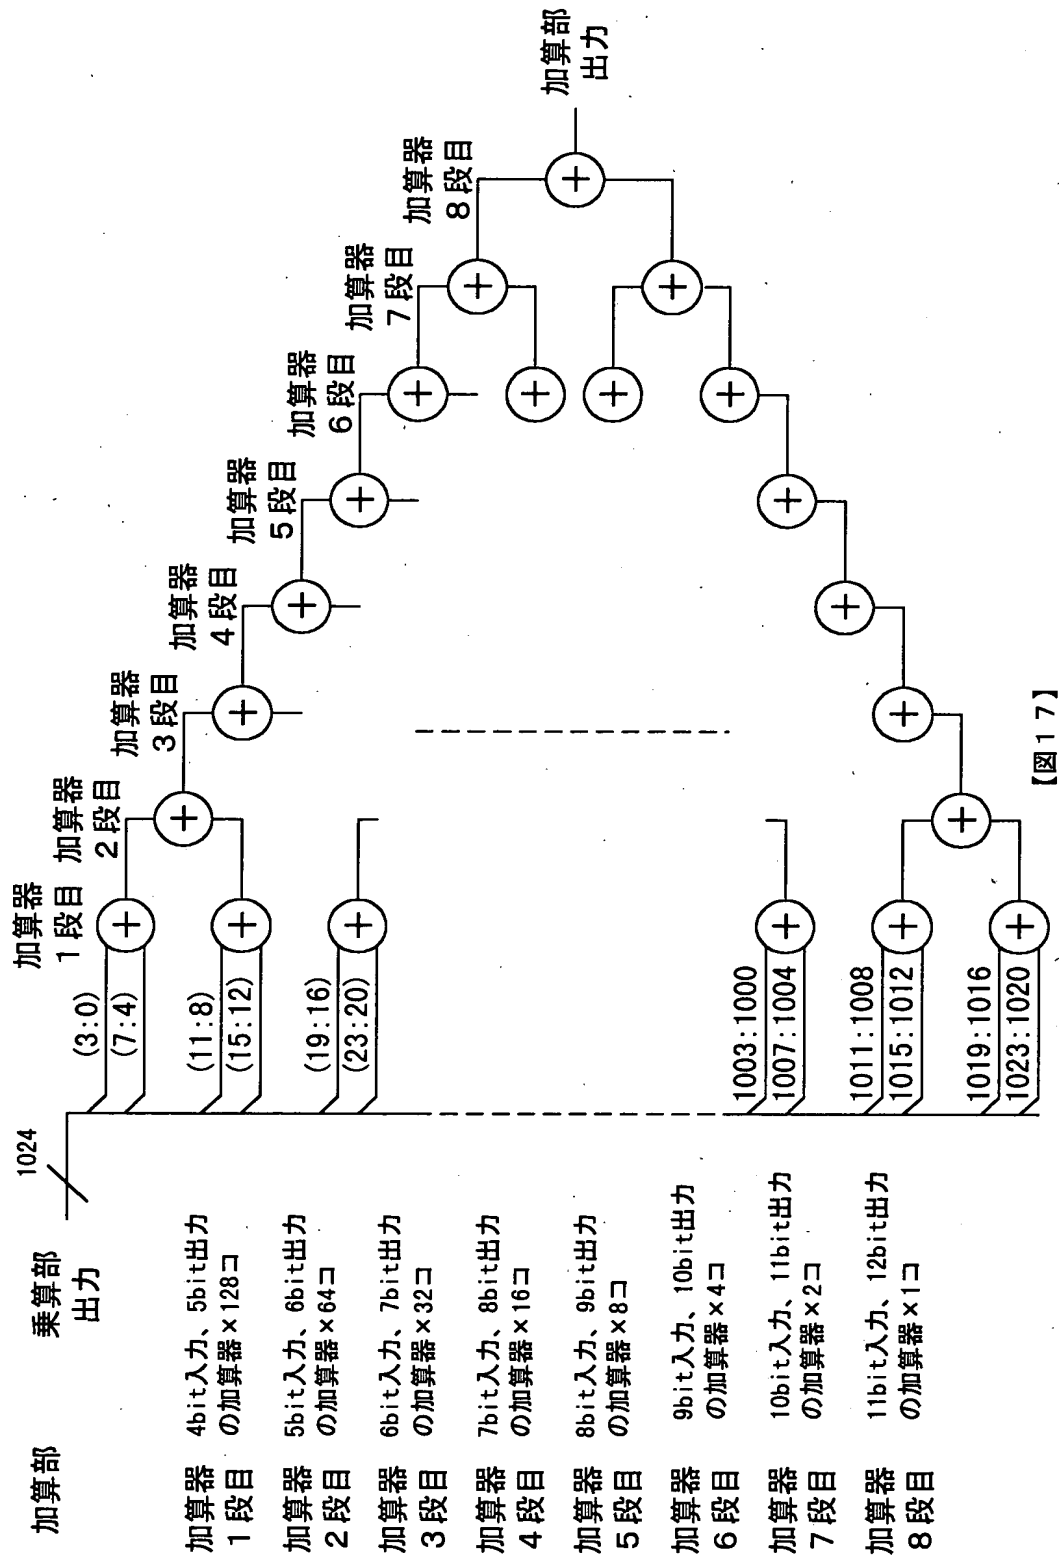 加算部
乗算部
出力
1024
加算器
1段目
4bit入力、5bit出力
の加算器×128コ
加算器
2段目
5bit入力、6bit出力
の加算器×64コ
加算器
3段目
6bit入力、7bit出力
の加算器×32コ
加算器
4段目
7bit入力、8bit出力
の加算器×16コ
加算器
5段目
8bit入力、9bit出力
の加算器×8コ
加算器
6段目
9bit入力、10bit出力
の加算器×4コ
加算器
7段目
10bit入力、11bit出力
の加算器×2コ
加算器
8段目
11bit入力、12bit出力
の加算器×1コ
(3:0)
(7:4)
(11:8)
(15:12)
(19:16)
(23:20)
1003:1000
1007:1004
1011:1008
1015:1012
1019:1016
1023:1020
加算器
1段目
加算器
2段目
加算器
3段目
加算器
4段目
加算器
5段目
加算器
6段目
加算器
7段目
加算器
8段目
加算部
出力
【図17】